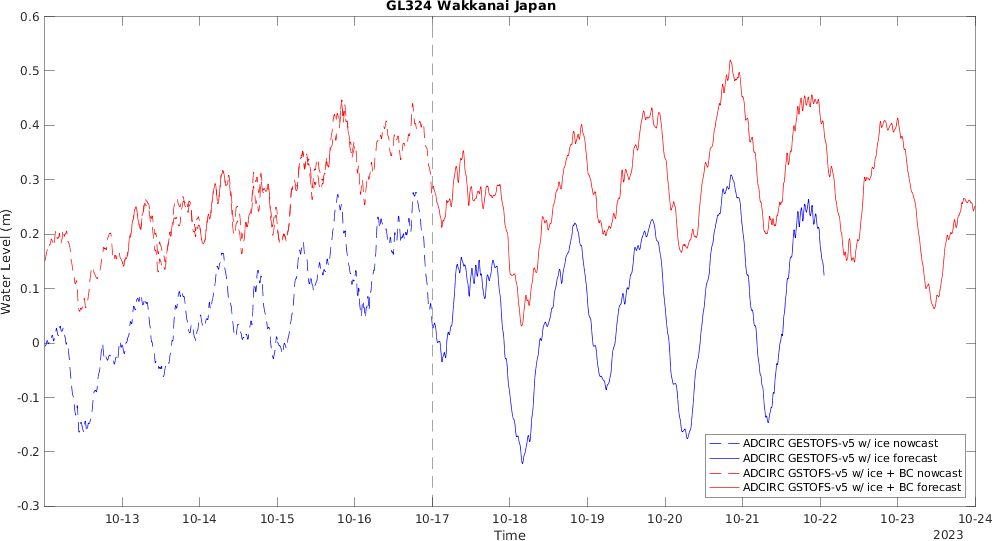 GL324 Wakkanai Japan
0.6
0.5
0.4
0.3
0.2
0.1
0
-0.1
-0.2
-0.3
Water Level (m)
ADCIRC GESTOFS-v5 w/ ice nowcast
ADCIRC GESTOFS-v5 w/ ice forecast
ADCIRC GSTOFS-v5 w/ ice + BC nowcast
ADCIRC GSTOFS-v5 w/ ice + BC forecast
10-13 10-14 10-15 10-16 10-17 10-18 10-19 10-20 10-21 10-22 10-23 10-24
Time
2023